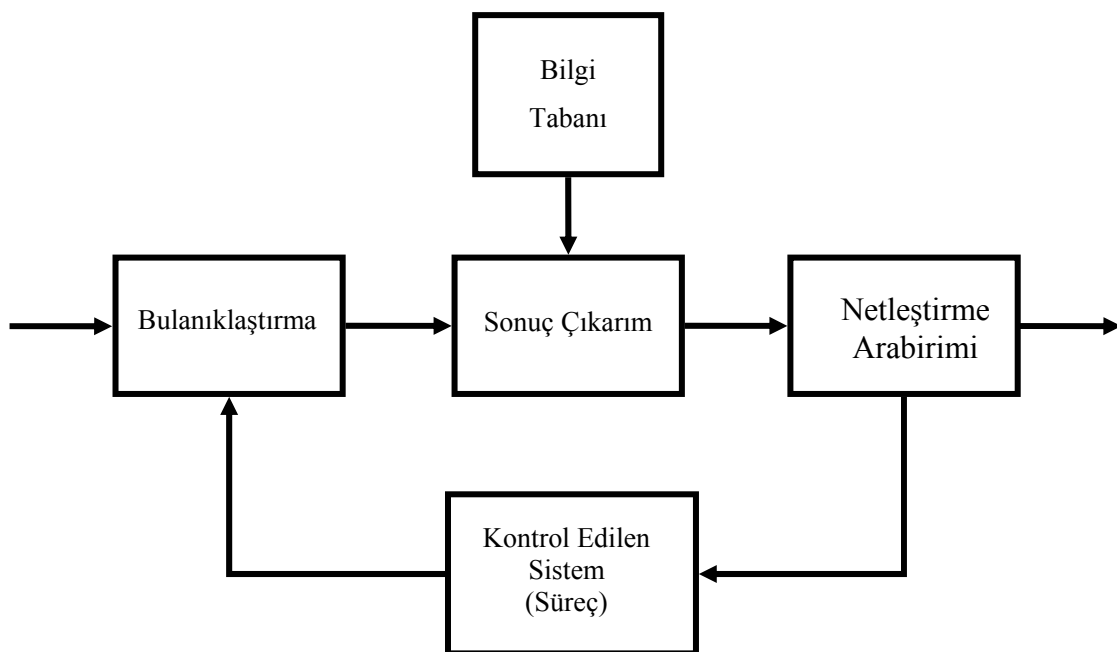 Bilgi
Tabanı
Bulanıklaştırma
Sonuç Çıkarım
Netleştirme
Arabirimi
Kontrol Edilen
Sistem
(Süreç)